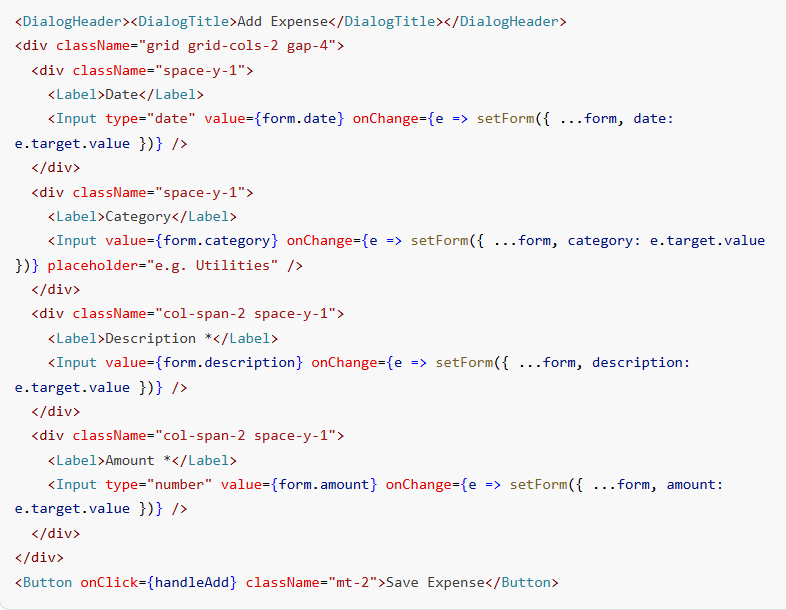 <DialogHeader><DialogTitle>Add Expense</DialogTitle></DialogHeader>
<div className="grid grid-cols-2 gap-4">
  <div className="space-y-1">
    <Label>Date</Label>
    <Input type="date" value={form.date} onChange={e => setForm({ ...form, date:
e.target.value })} />
  </div>
  <div className="space-y-1">
    <Label>Category</Label>
    <Input value={form.category} onChange={e => setForm({ ...form, category: e.target.value
})} placeholder="e.g. Utilities" />
  </div>
  <div className="col-span-2 space-y-1">
    <Label>Description *</Label>
    <Input value={form.description} onChange={e => setForm({ ...form, description:
e.target.value })} />
  </div>
  <div className="col-span-2 space-y-1">
    <Label>Amount *</Label>
    <Input type="number" value={form.amount} onChange={e => setForm({ ...form, amount:
e.target.value })} />
  </div>
</div>
<Button onClick={handleAdd} className="mt-2">Save Expense</Button>